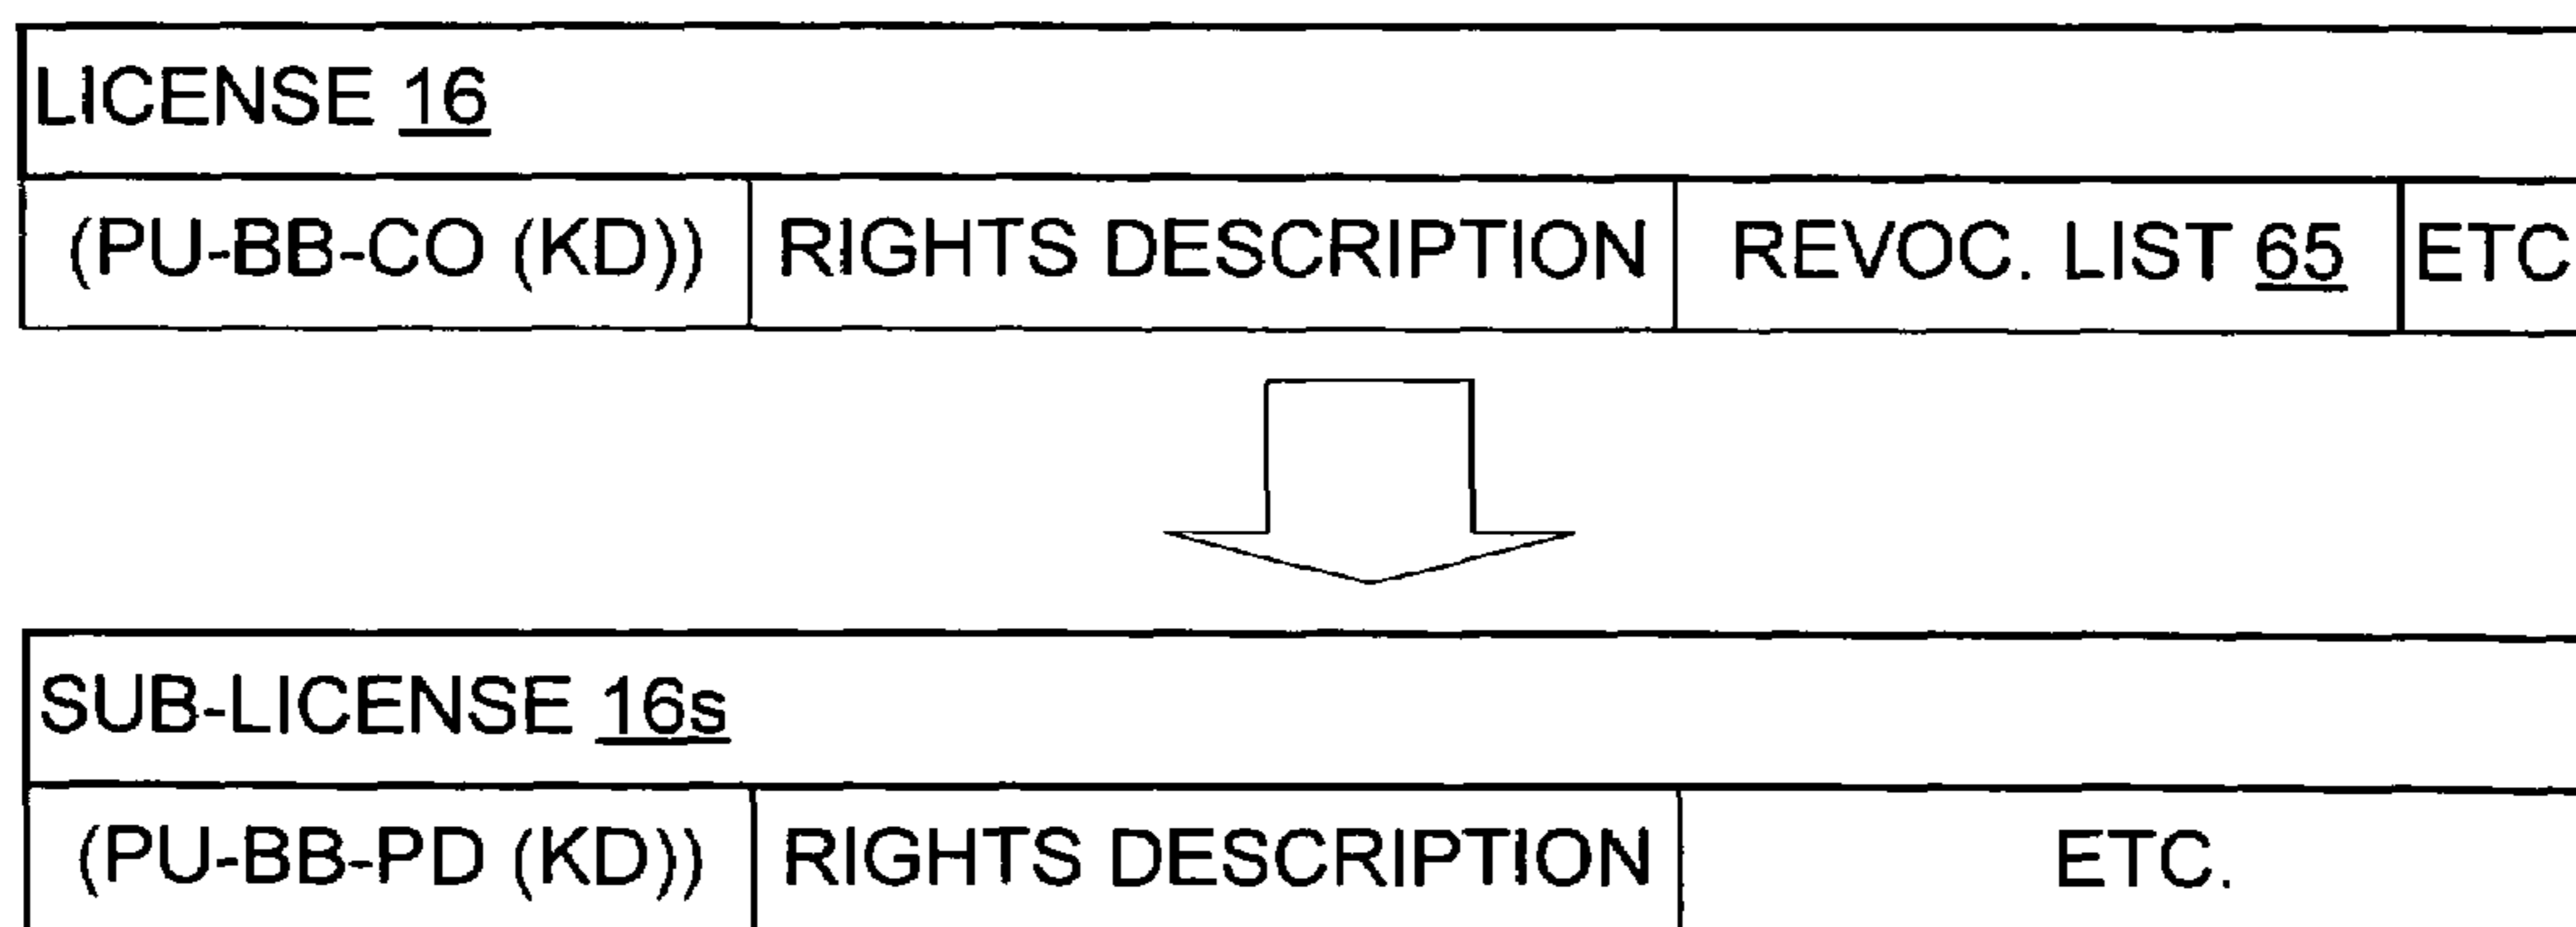 LICENSE 16
(PU-BB-CO (KD)) RIGHTS DESCRIPTION REVOC. LIST 65 ETC
SUB-LICENSE 16s
(PU-BB-PD (KD)) RIGHTS DESCRIPTION ETC.